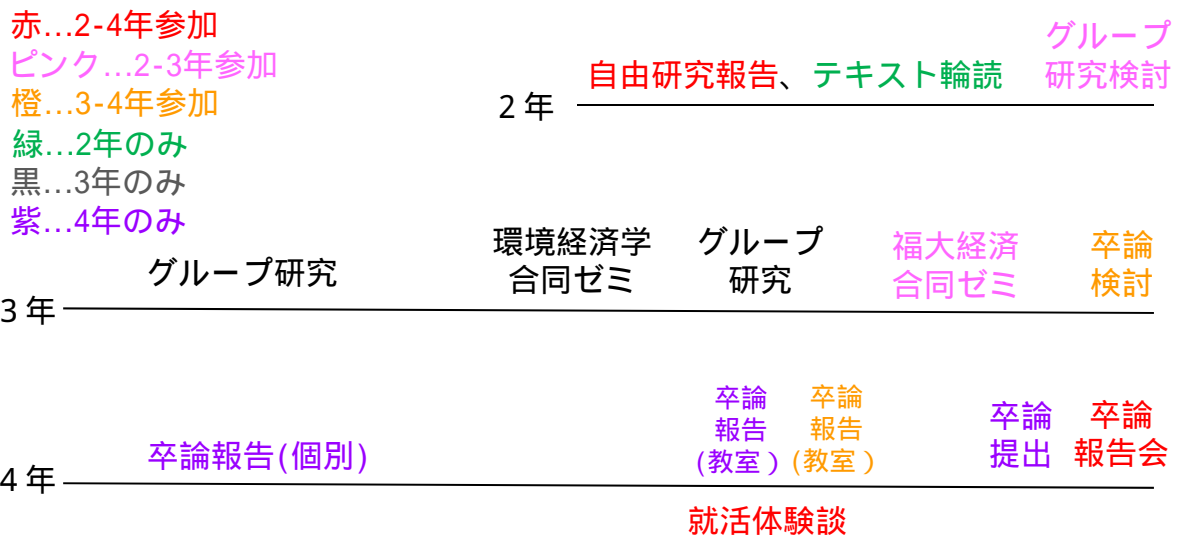 赤…2-4年参加
ピンク…2-3年参加
橙…3-4年参加
緑…2年のみ
黒…3年のみ
紫…4年のみ
2年
自由研究報告、テキスト輪読
グループ
研究検討
3年
グループ研究
環境経済学
合同ゼミ
グループ
研究
福大経済
合同ゼミ
卒論
検討
4年
卒論報告(個別)
卒論
報告
(教室)
卒論
報告
(教室)
卒論
提出
卒論
報告会
就活体験談